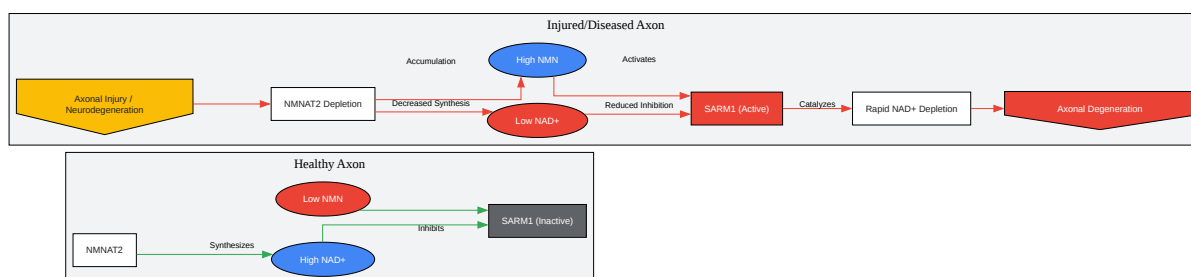 Injured/Diseased Axon
Axonal Injury /
Neurodegeneration
NMNAT2 Depletion
Accumulation
Decreased Synthesis
High NMN
Low NAD+
Activates
Reduced Inhibition
SARM1 (Active)
Catalyzes
Rapid NAD+ Depletion
Axonal Degeneration
Healthy Axon
NMNAT2
Synthesizes
Low NMN
High NAD+
Inhibits
SARM1 (Inactive)